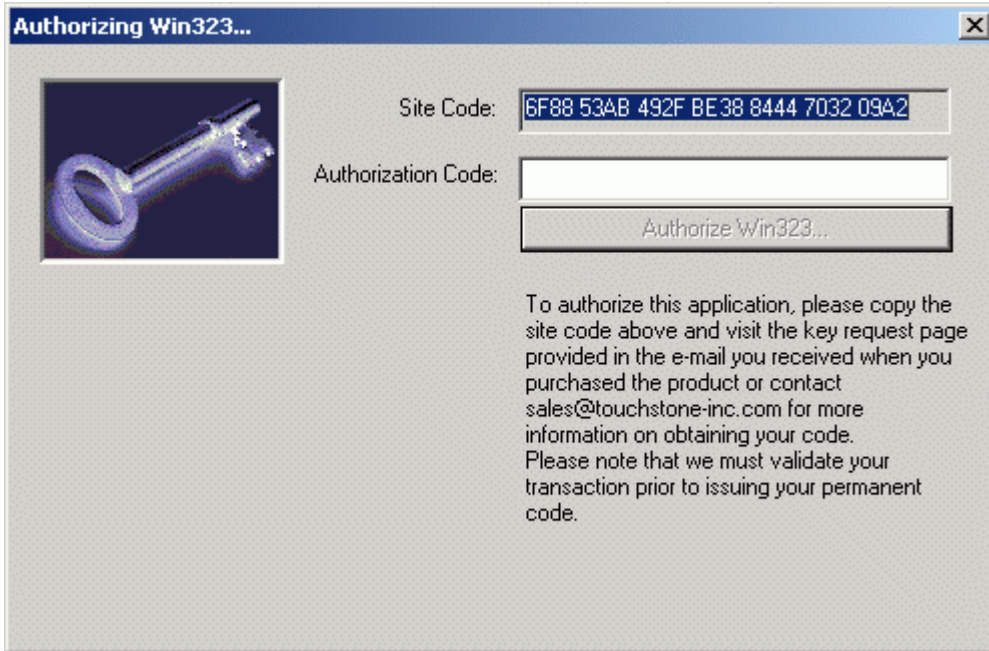 Authorizing Win323...
Site Code:
6F88 53AB 492F BE38 8444 7032 09A2
Authorization Code:
Authorize Win323...
To authorize this application, please copy the
site code above and visit the key request page
provided in the e-mail you received when you
purchased the product or contact
sales@touchstone-inc.com for more
information on obtaining your code.
Please note that we must validate your
transaction prior to issuing your permanent
code.